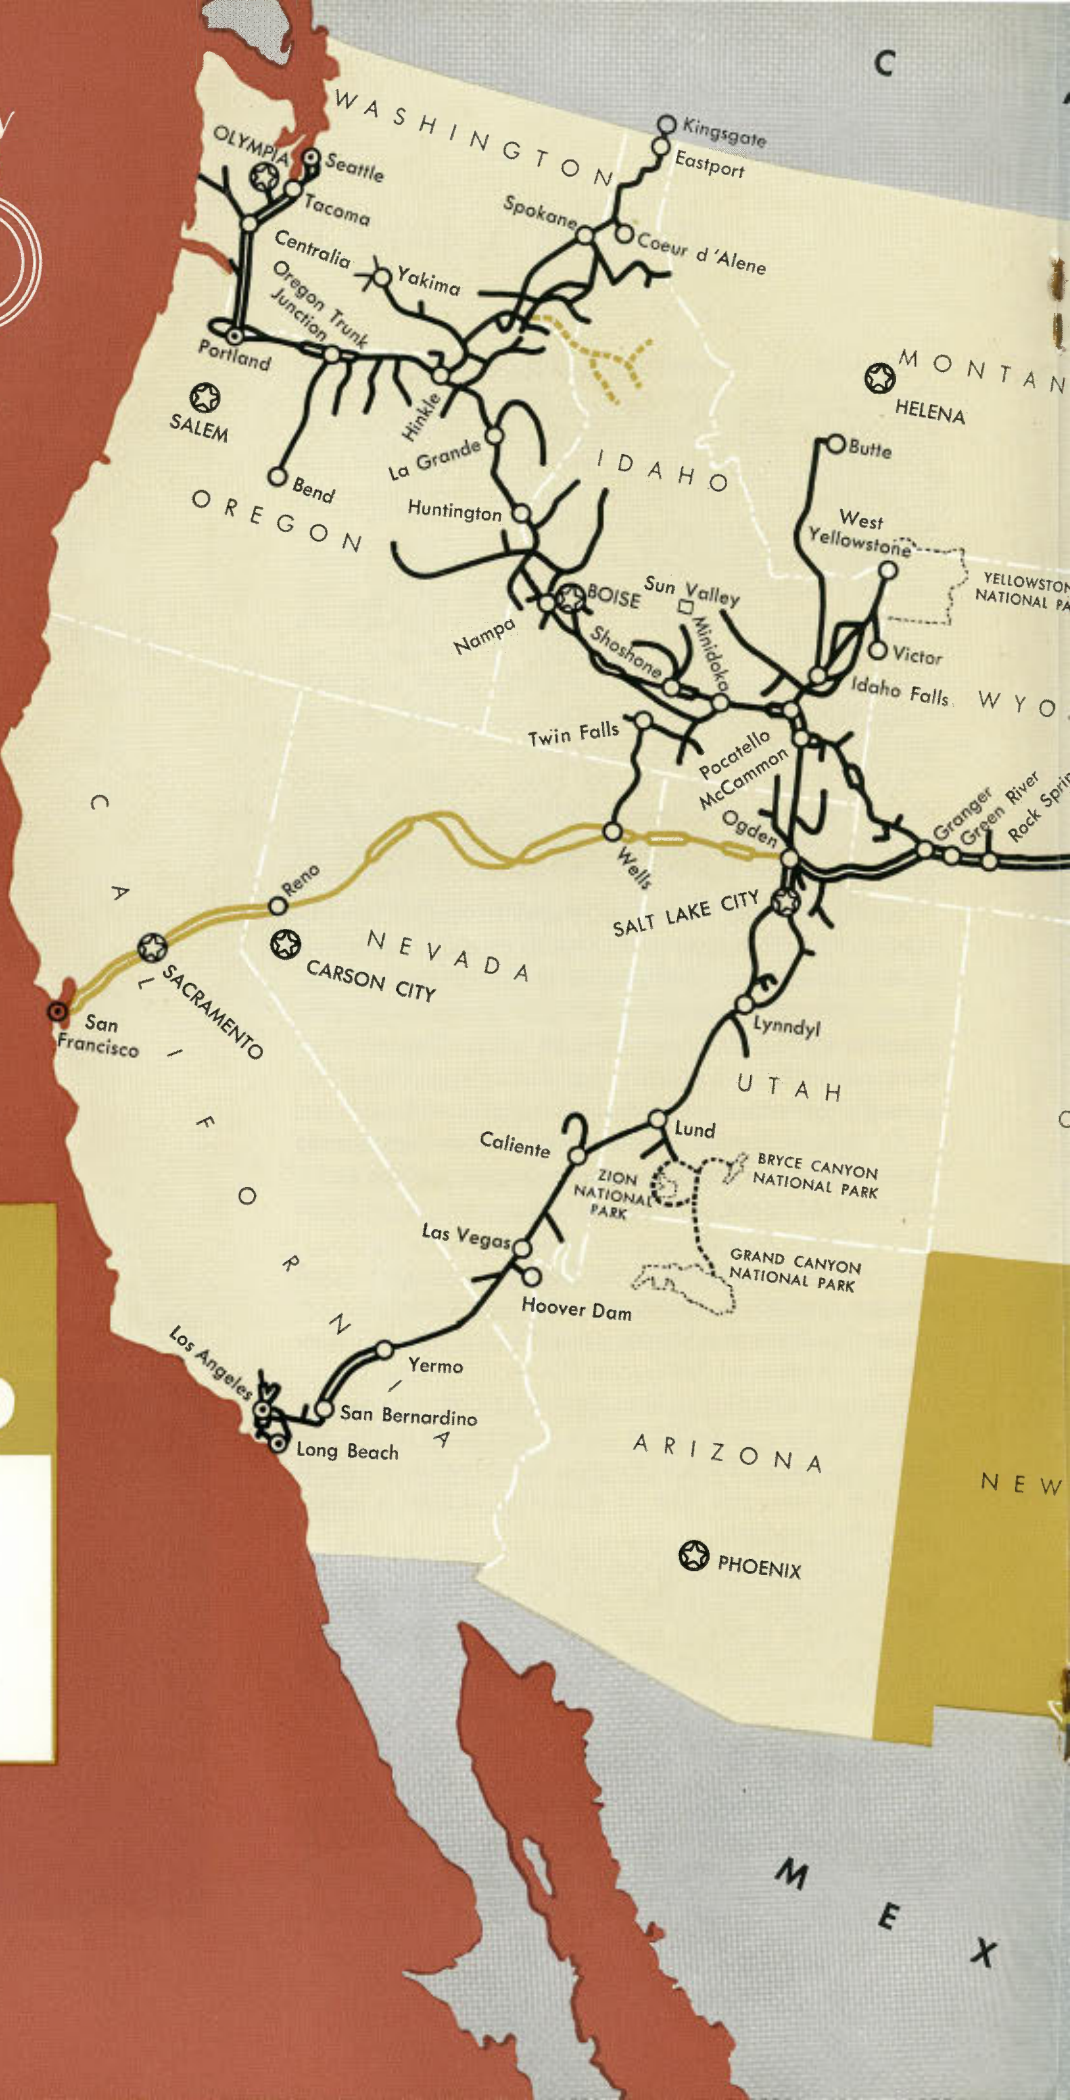 C
WASHINGTON
Kingsgate
Eastport
OLYMPIA
Seattle
Tacoma
Spokane
Coeur d'Alene
Centralia
Yakima
Oregon Trunk
Junction
Portland
MONTAN
HELENA
SALEM
Hinkle
La Grande
Butte
IDAHO
Bend
OREGON
Huntington
West
Yellowstone
YELLOWSTON
NATIONAL PA
BOISE
Sun Valley
Nampa
Shoshone
Minidoka
Victor
Idaho Falls
WYO
Twin Falls
Pocatello
McCammon
Ogden
Granger
Green River
Rock Sprin
Wells
Reno
SALT LAKE CITY
NEVADA
CARSON CITY
SACRAMENTO
San
Francisco
CALIFORNIA
Lynndyl
UTAH
Lund
Caliente
ZION
NATIONAL
PARK
BRYCE CANYON
NATIONAL PARK
Las Vegas
GRAND CANYON
NATIONAL PARK
Hoover Dam
Los Angeles
Yermo
San Bernardino
Long Beach
ARIZONA
NEW
PHOENIX
MEX